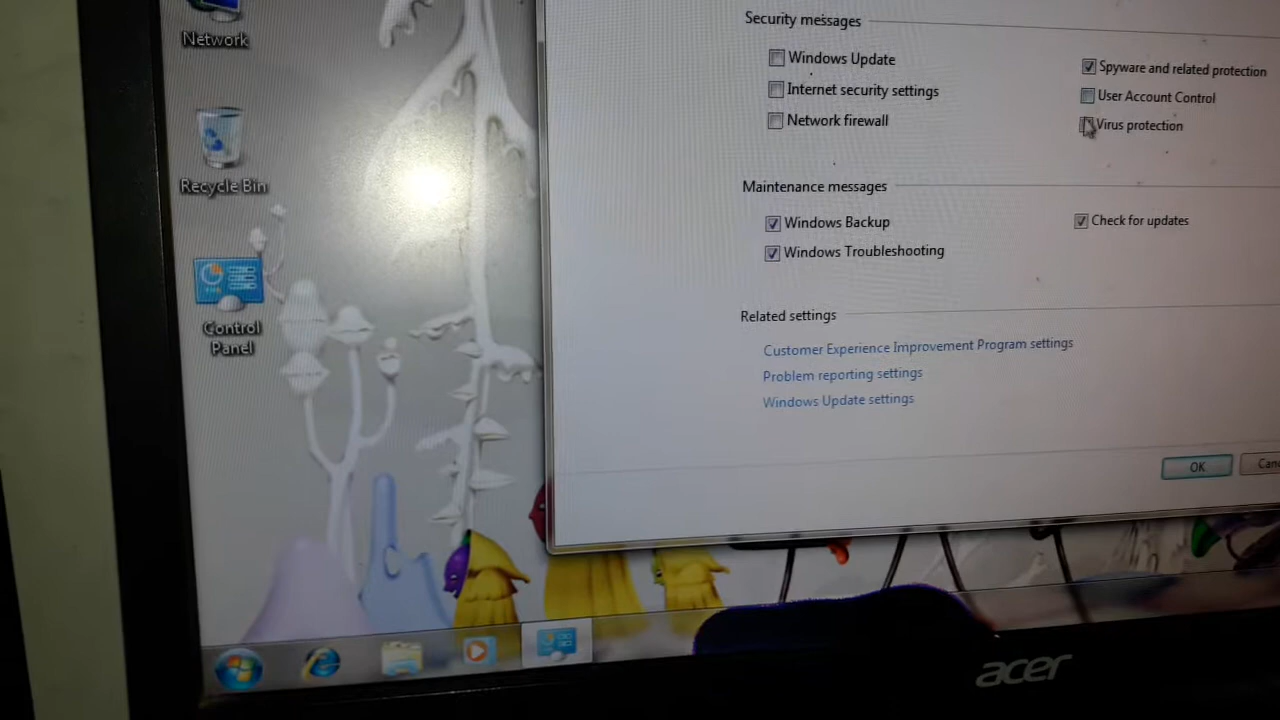 Network
Recycle Bin
Control
Panel
Security messages
Windows Update
Internet security settings
Network firewall
Spyware and related protection
User Account Control
Virus protection
Maintenance messages
Windows Backup
Windows Troubleshooting
Check for updates
Related settings
Customer Experience Improvement Program settings
Problem reporting settings
Windows Update settings
OK
acer